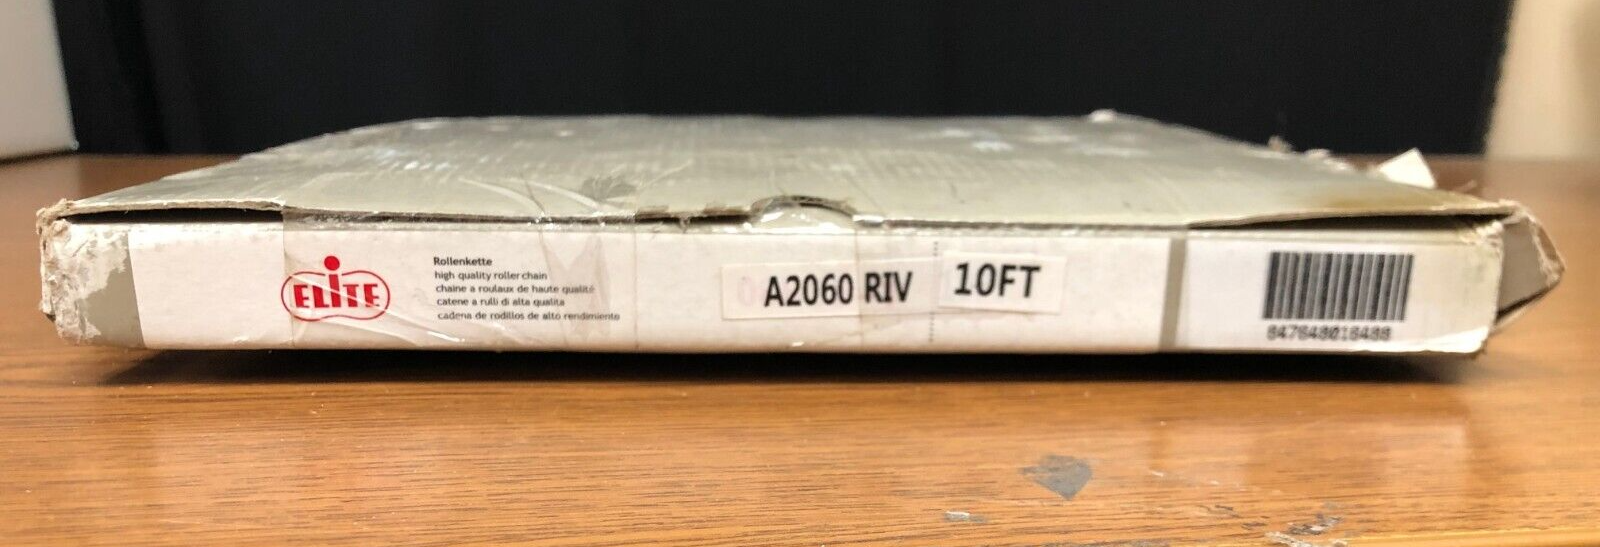 ELiTE
Rollenkette
high quality roller chain
chaine a roulaux de haute qualité
catene a rulli di alta qualita
cadena de rodillos de alto rendimiento
A2060 RIV
10FT
847848018488